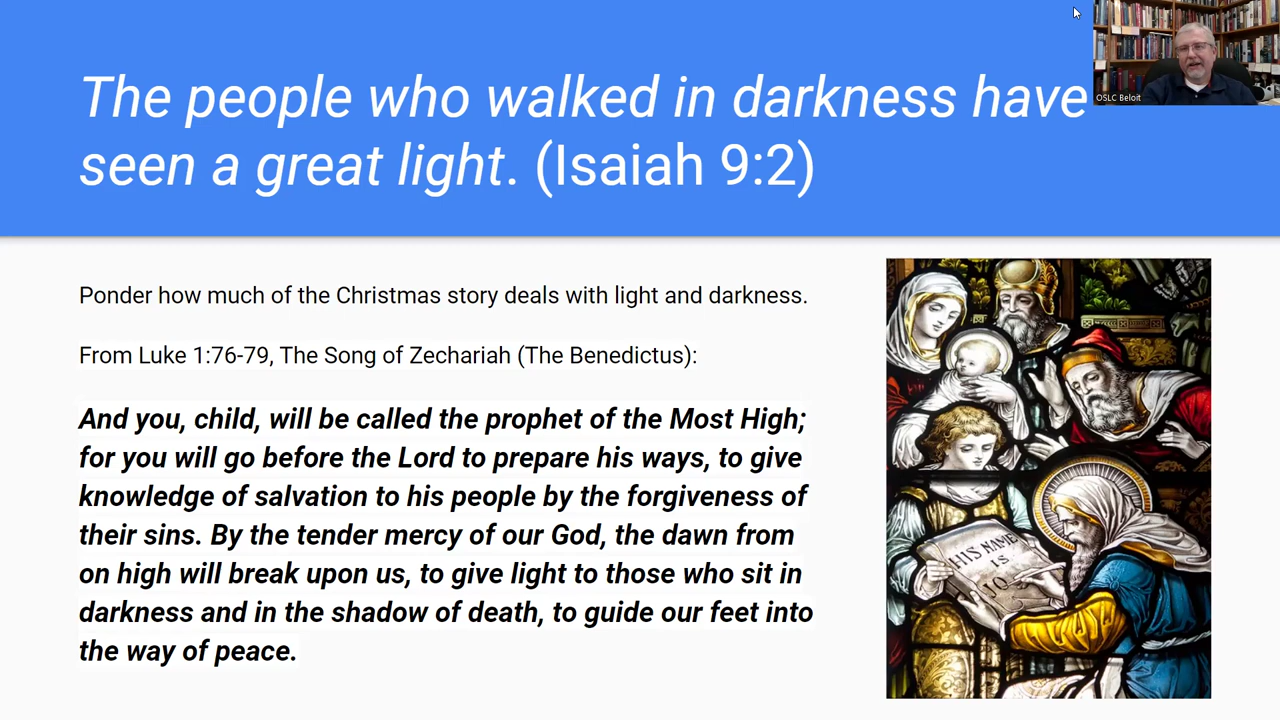 The people who walked in darkness have
seen a great light. (Isaiah 9:2)
OSLC Beloit
Ponder how much of the Christmas story deals with light and darkness.
From Luke 1:76-79, The Song of Zechariah (The Benedictus):
And you, child, will be called the prophet of the Most High;
for you will go before the Lord to prepare his ways, to give
knowledge of salvation to his people by the forgiveness of
their sins. By the tender mercy of our God, the dawn from
on high will break upon us, to give light to those who sit in
darkness and in the shadow of death, to guide our feet into
the way of peace.
HIS NAME
IS
JO